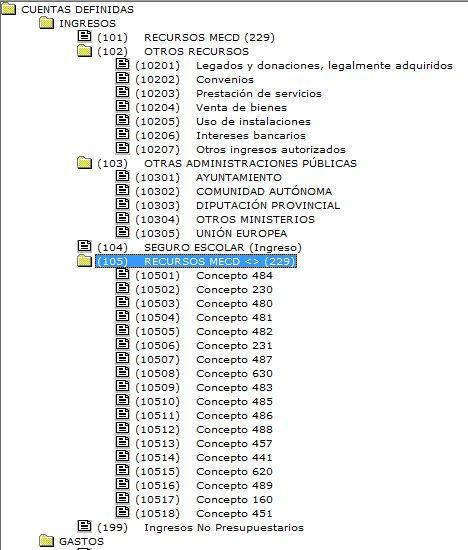 CUENTAS DEFINIDAS
INGRESOS
(101) RECURSOS MECD (229)
(102) OTROS RECURSOS
(10201) Legados y donaciones, legalmente adquiridos
(10202) Convenios
(10203) Prestación de servicios
(10204) Venta de bienes
(10205) Uso de instalaciones
(10206) Intereses bancarios
(10207) Otros ingresos autorizados
(103) OTRAS ADMINISTRACIONES PÚBLICAS
(10301) AYUNTAMIENTO
(10302) COMUNIDAD AUTÓNOMA
(10303) DIPUTACIÓN PROVINCIAL
(10304) OTROS MINISTERIOS
(10305) UNIÓN EUROPEA
(104) SEGURO ESCOLAR (Ingreso)
(105) RECURSOS MECD <> (229)
(10501) Concepto 484
(10502) Concepto 230
(10503) Concepto 480
(10504) Concepto 481
(10505) Concepto 482
(10506) Concepto 231
(10507) Concepto 487
(10508) Concepto 630
(10509) Concepto 483
(10510) Concepto 485
(10511) Concepto 486
(10512) Concepto 488
(10513) Concepto 457
(10514) Concepto 441
(10515) Concepto 620
(10516) Concepto 489
(10517) Concepto 160
(10518) Concepto 451
(199) Ingresos No Presupuestarios
GASTOS